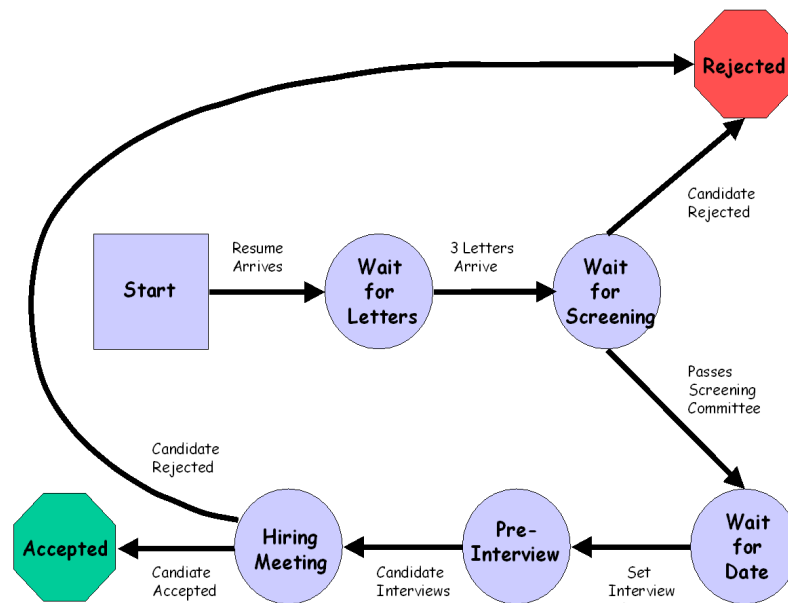 Rejected
Candidate
Rejected
Resume
Arrives
3 Letters
Arrive
Start
Wait
for
Letters
Wait
for
Screening
Passes
Screening
Committee
Candidate
Rejected
Accepted
Hiring
Meeting
Pre-
Interview
Wait
for
Date
Candiate
Accepted
Candidate
Interviews
Set
Interview